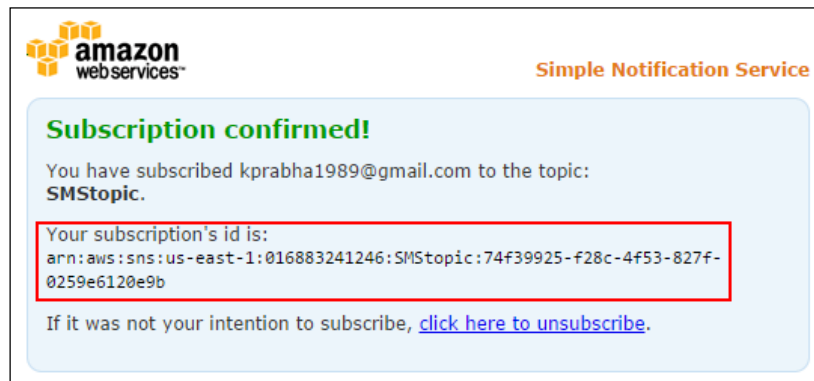 amazon
webservices™
Simple Notification Service
Subscription confirmed!
You have subscribed kprabha1989@gmail.com to the topic:
SMStopic.
Your subscription's id is:
arn:aws:sns:us-east-1:016883241246:SMStopic:74f39925-f28c-4f53-827f-
0259e6120e9b
If it was not your intention to subscribe, click here to unsubscribe.